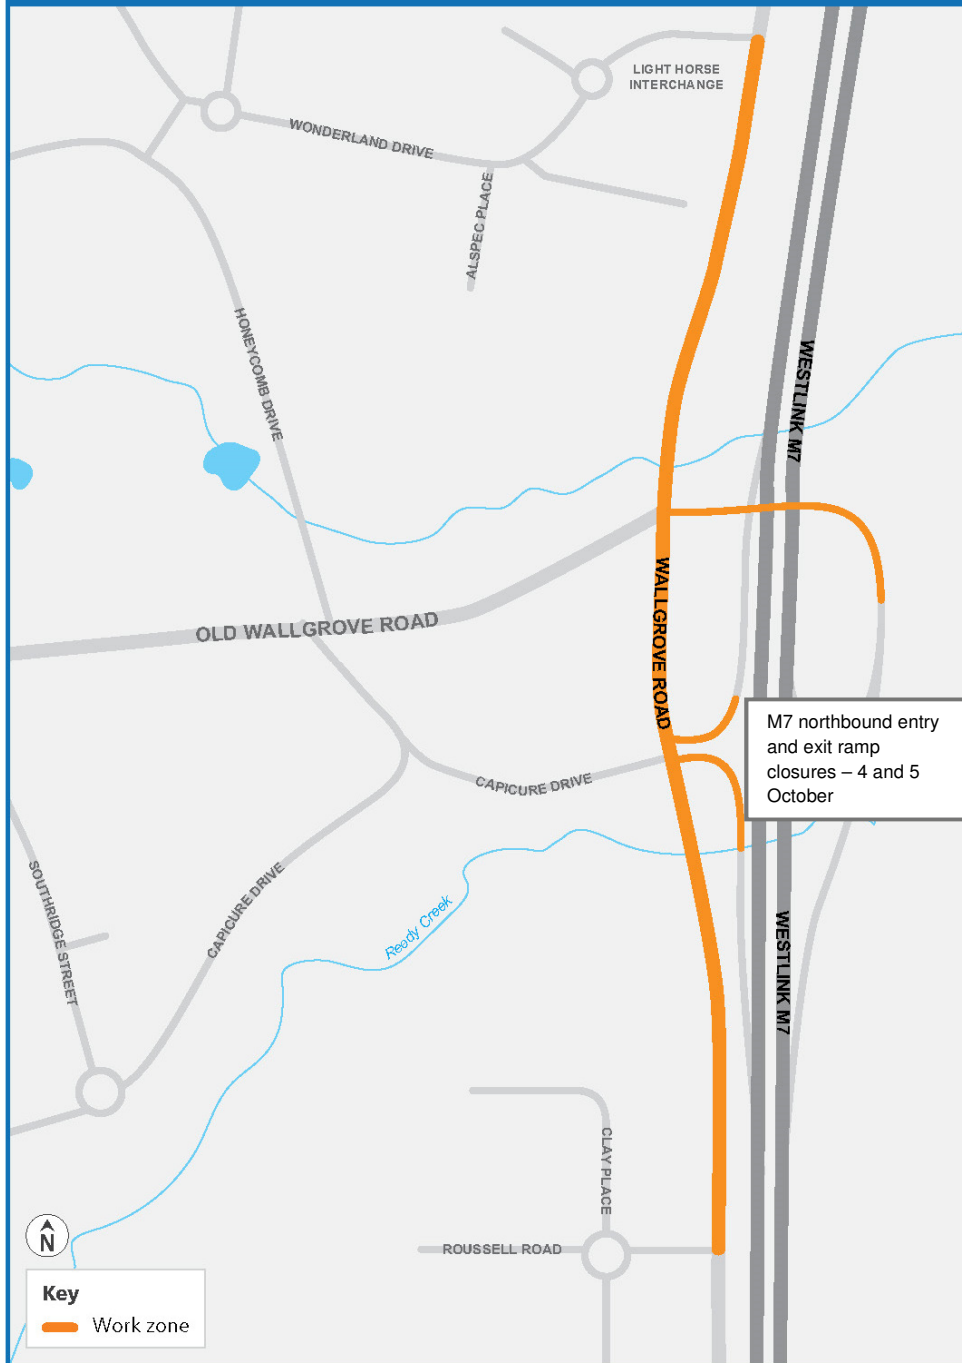 LIGHT HORSE
INTERCHANGE
WONDERLAND DRIVE
ALSPEC PLACE
HONEYCOMB DRIVE
WESTLINK M7
OLD WALLGROVE ROAD
WALLGROVE ROAD
M7 northbound entry
and exit ramp
closures – 4 and 5
October
CAPICURE DRIVE
SOUTHRIDGE STREET
CAPICURE DRIVE
Reedy Creek
WESTLINK M7
CLAY PLACE
ROUSSELL ROAD
N
Key
Work zone